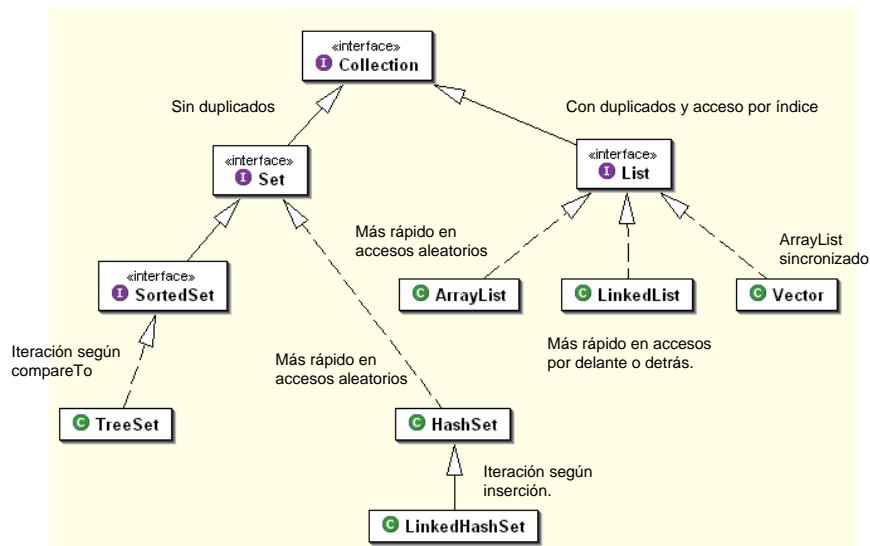 «interface»
I Collection
Sin duplicados
Con duplicados y acceso por índice
«interface»
I Set
«interface»
I List
Más rápido en
accesos aleatorios
ArrayList
sincronizado
«interface»
I SortedSet
C ArrayList
C LinkedList
C Vector
Iteración según
compareTo
Más rápido en
accesos aleatorios
Más rápido en accesos
por delante o detrás.
C TreeSet
C HashSet
Iteración según
inserción.
C LinkedHashSet